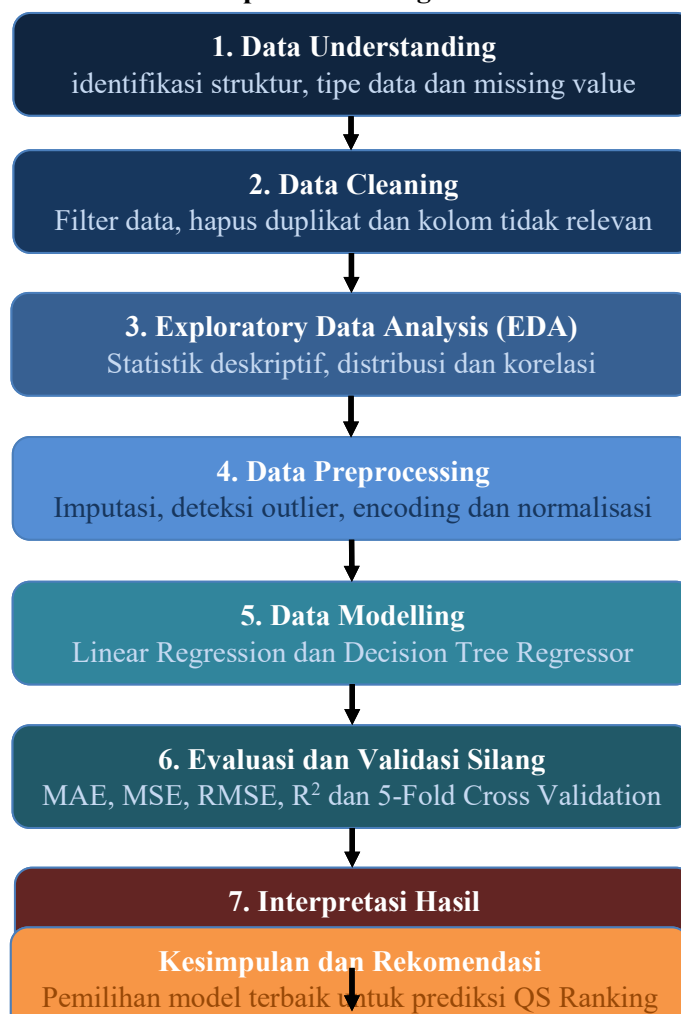 1. Data Understanding
identifikasi struktur, tipe data dan missing value
2. Data Cleaning
Filter data, hapus duplikat dan kolom tidak relevan
3. Exploratory Data Analysis (EDA)
Statistik deskriptif, distribusi dan korelasi
4. Data Preprocessing
Imputasi, deteksi outlier, encoding dan normalisasi
5. Data Modelling
Linear Regression dan Decision Tree Regressor
6. Evaluasi dan Validasi Silang
MAE, MSE, RMSE, R² dan 5-Fold Cross Validation
7. Interpretasi Hasil
Kesimpulan dan Rekomendasi
Pemilihan model terbaik untuk prediksi QS Ranking